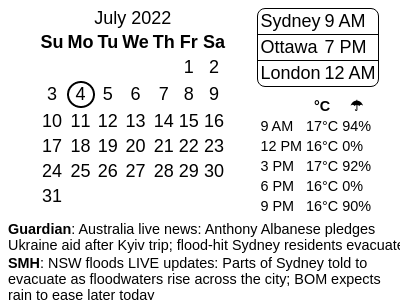 July 2022
Su Mo Tu We Th Fr Sa
1 2
3 4 5 6 7 8 9
10 11 12 13 14 15 16
17 18 19 20 21 22 23
24 25 26 27 28 29 30
31
Sydney 9 AM
Ottawa 7 PM
London 12 AM
°C ☂
9 AM 17°C 94%
12 PM 16°C 0%
3 PM 17°C 92%
6 PM 16°C 0%
9 PM 16°C 90%
Guardian: Australia live news: Anthony Albanese pledges
Ukraine aid after Kyiv trip; flood-hit Sydney residents evacuate
SMH: NSW floods LIVE updates: Parts of Sydney told to
evacuate as floodwaters rise across the city; BOM expects
rain to ease later today